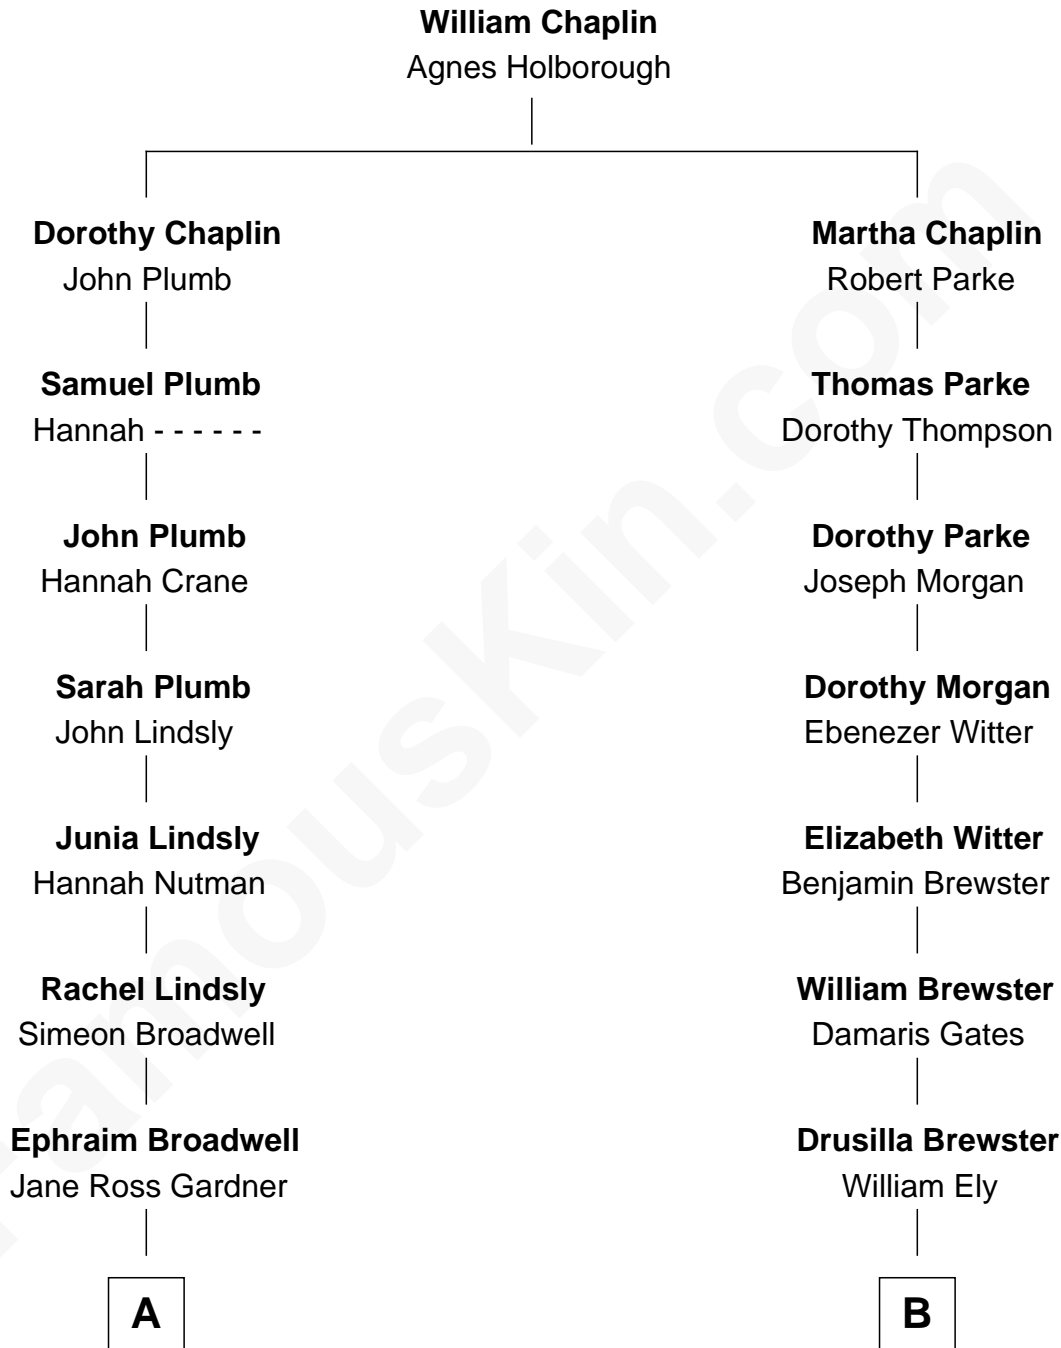 William Chaplin
Agnes Holborough
Dorothy Chaplin
John Plumb
Martha Chaplin
Robert Parke
Samuel Plumb
Hannah - - - - - -
Thomas Parke
Dorothy Thompson
John Plumb
Hannah Crane
Dorothy Parke
Joseph Morgan
Sarah Plumb
John Lindsly
Dorothy Morgan
Ebenezer Witter
Junia Lindsly
Hannah Nutman
Elizabeth Witter
Benjamin Brewster
Rachel Lindsly
Simeon Broadwell
William Brewster
Damaris Gates
Ephraim Broadwell
Jane Ross Gardner
Drusilla Brewster
William Ely
A
B
FamousKin.com